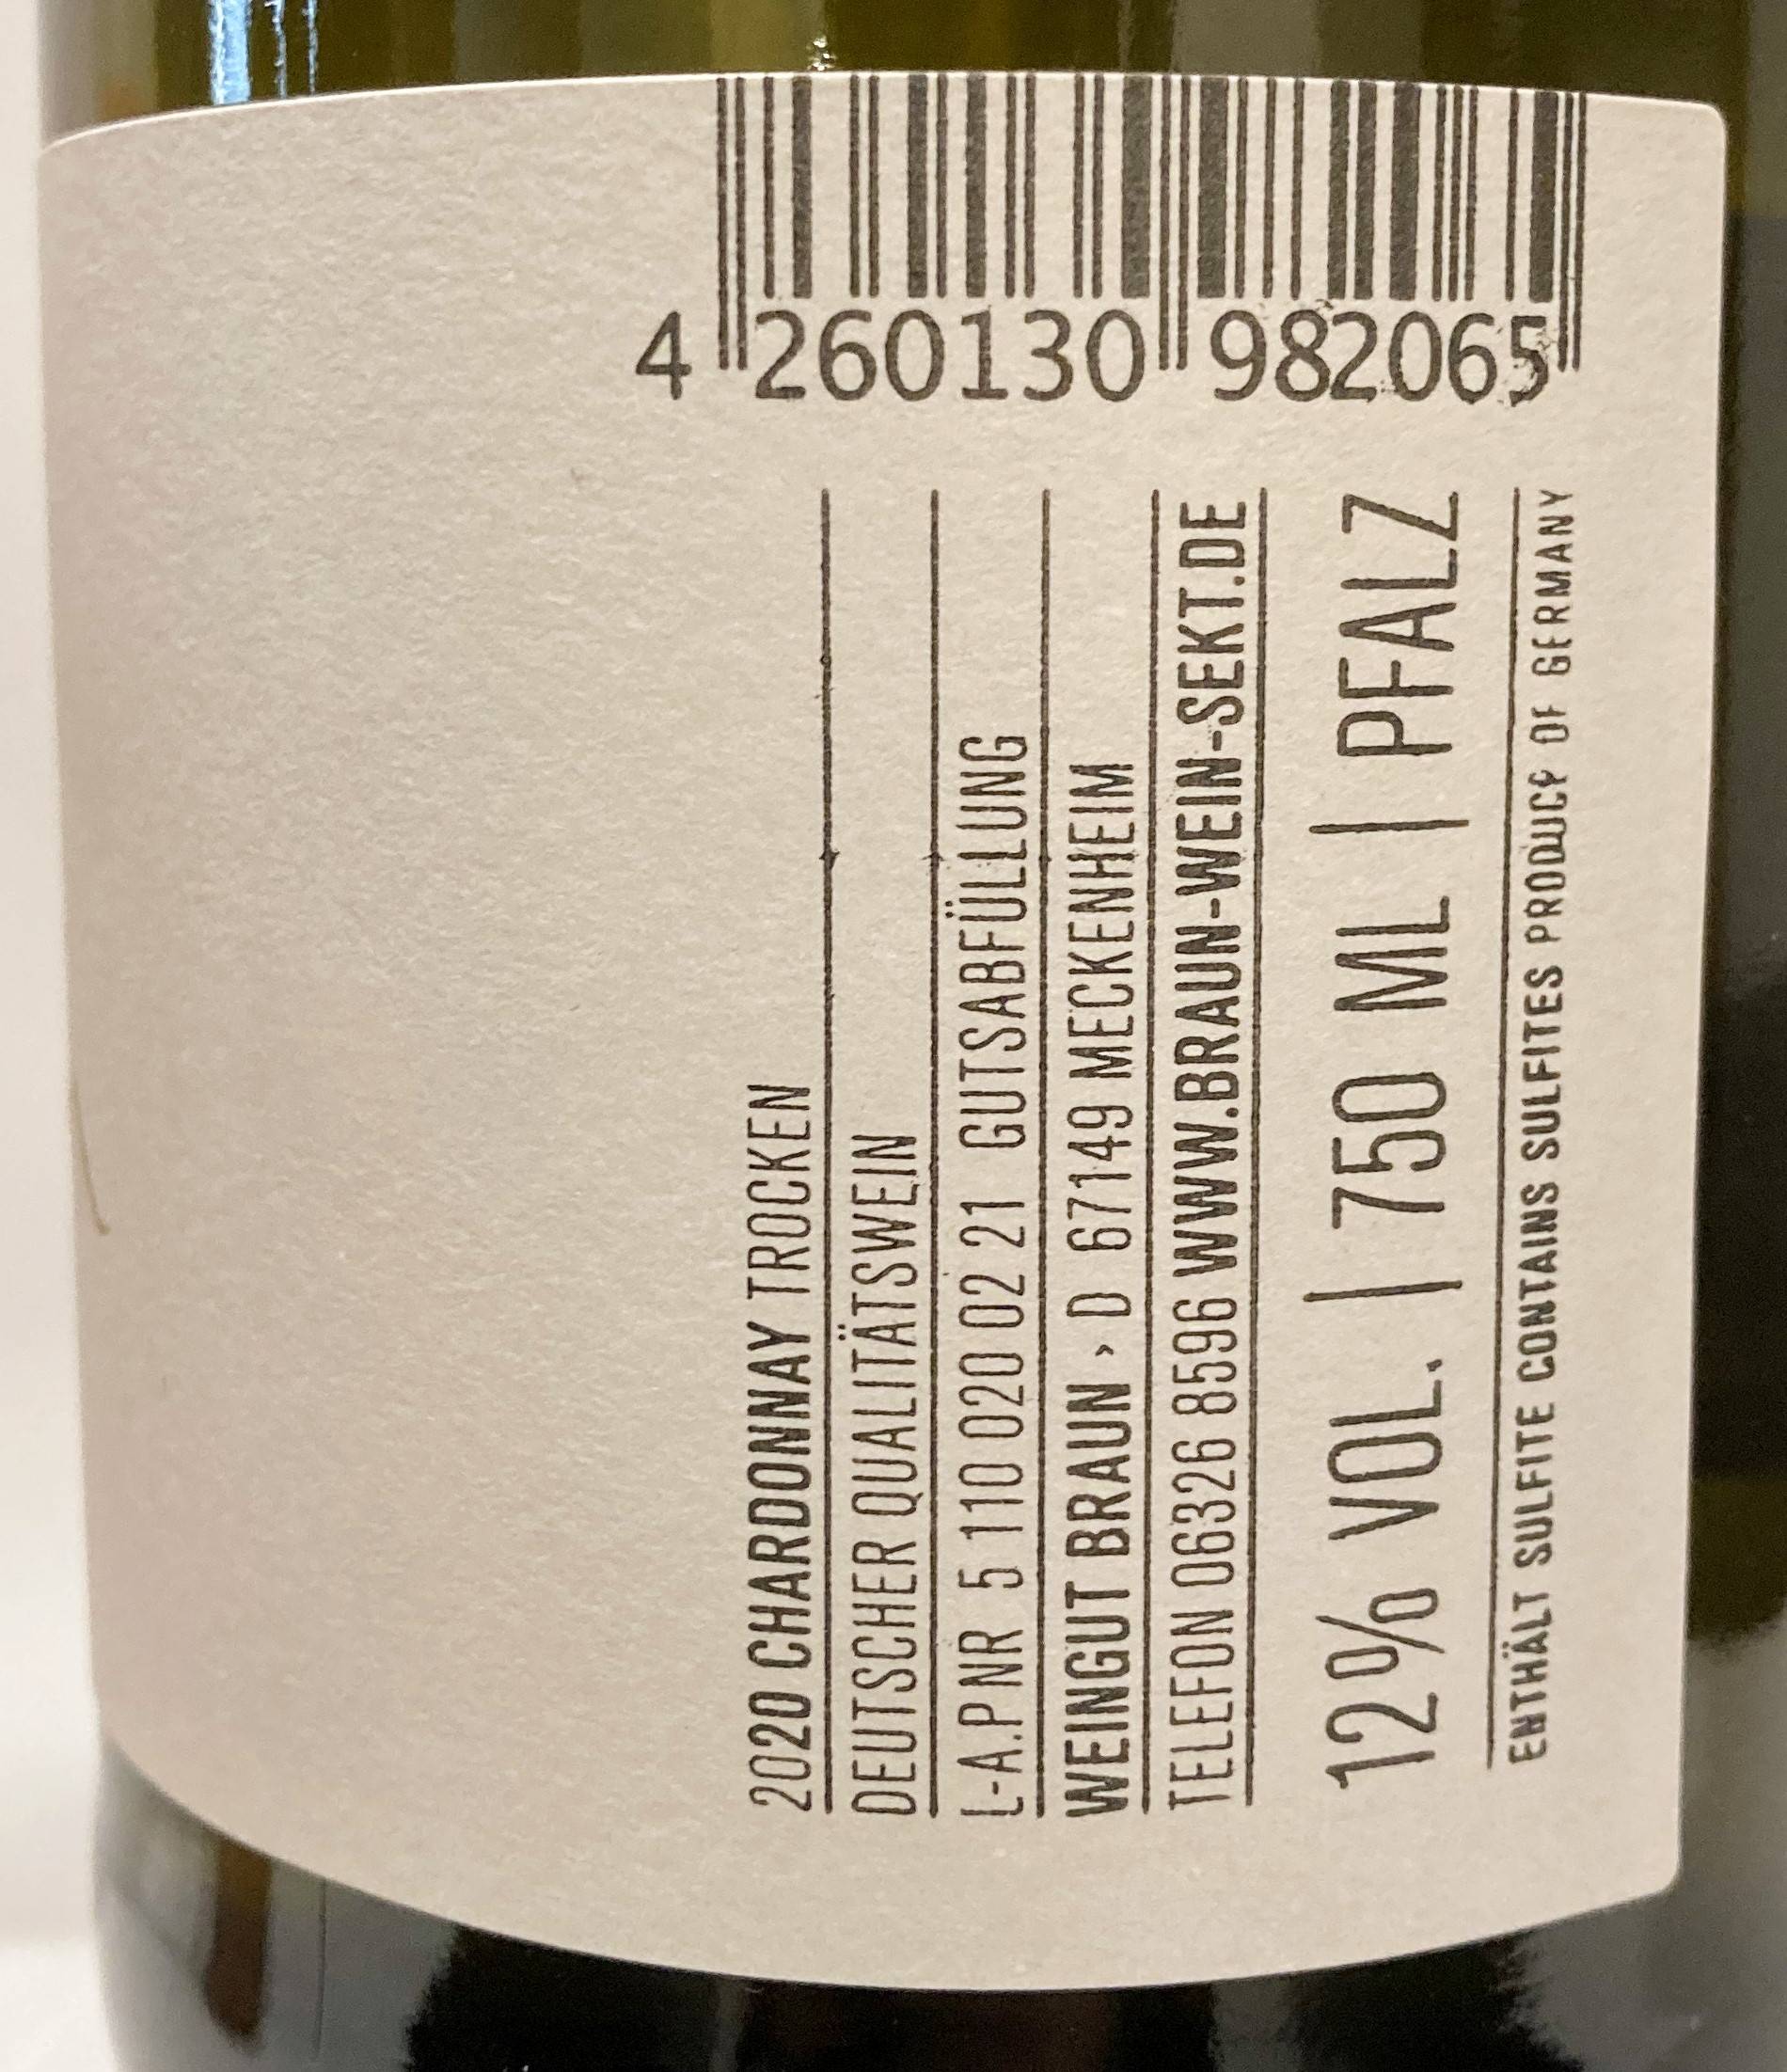 4 260130 982065
2020 CHARDONNAY TROCKEN
DEUTSCHER QUALITÄTSWEIN
L-A.P.NR 5 110 020 02 21 GUTSABFÜLLUNG
WEINGUT BRAUN › D 67149 MECKENHEIM
TELEFON 06326 8596 WWW.BRAUN-WEIN-SEKT.DE
12% VOL. | 750 ML | PFALZ
ENTHÄLT SULFITE CONTAINS SULFITES PRODUCT OF GERMANY